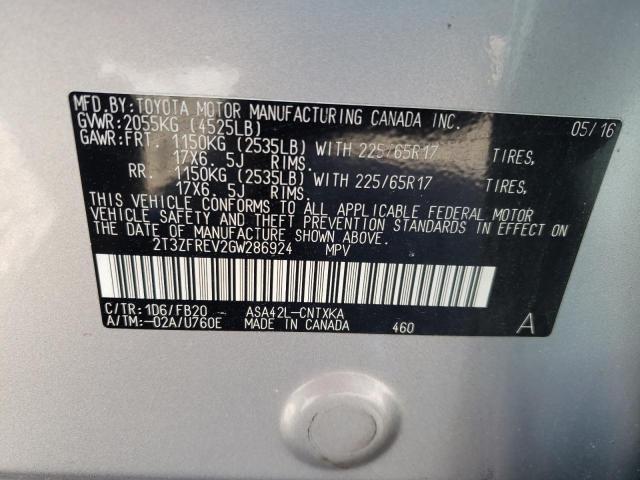 MFD.BY:TOYOTA MOTOR MANUFACTURING CANADA INC. 05/16
GVWR:2055KG (4525LB)
GAWR:FRT. 1150KG (2535LB) WITH 225/65R17 TIRES,
17X6.5J RIMS.
RR. 1150KG (2535LB) WITH 225/65R17 TIRES,
17X6.5J RIMS.
THIS VEHICLE CONFORMS TO ALL APPLICABLE FEDERAL MOTOR
VEHICLE SAFETY AND THEFT PREVENTION STANDARDS IN EFFECT ON
THE DATE OF MANUFACTURE SHOWN ABOVE.
2T3ZFREV2GW286924 MPV
C/TR:1D6/FB20 ASA42L-CNTXKA
A/TM:-02A/U760E MADE IN CANADA 460 A